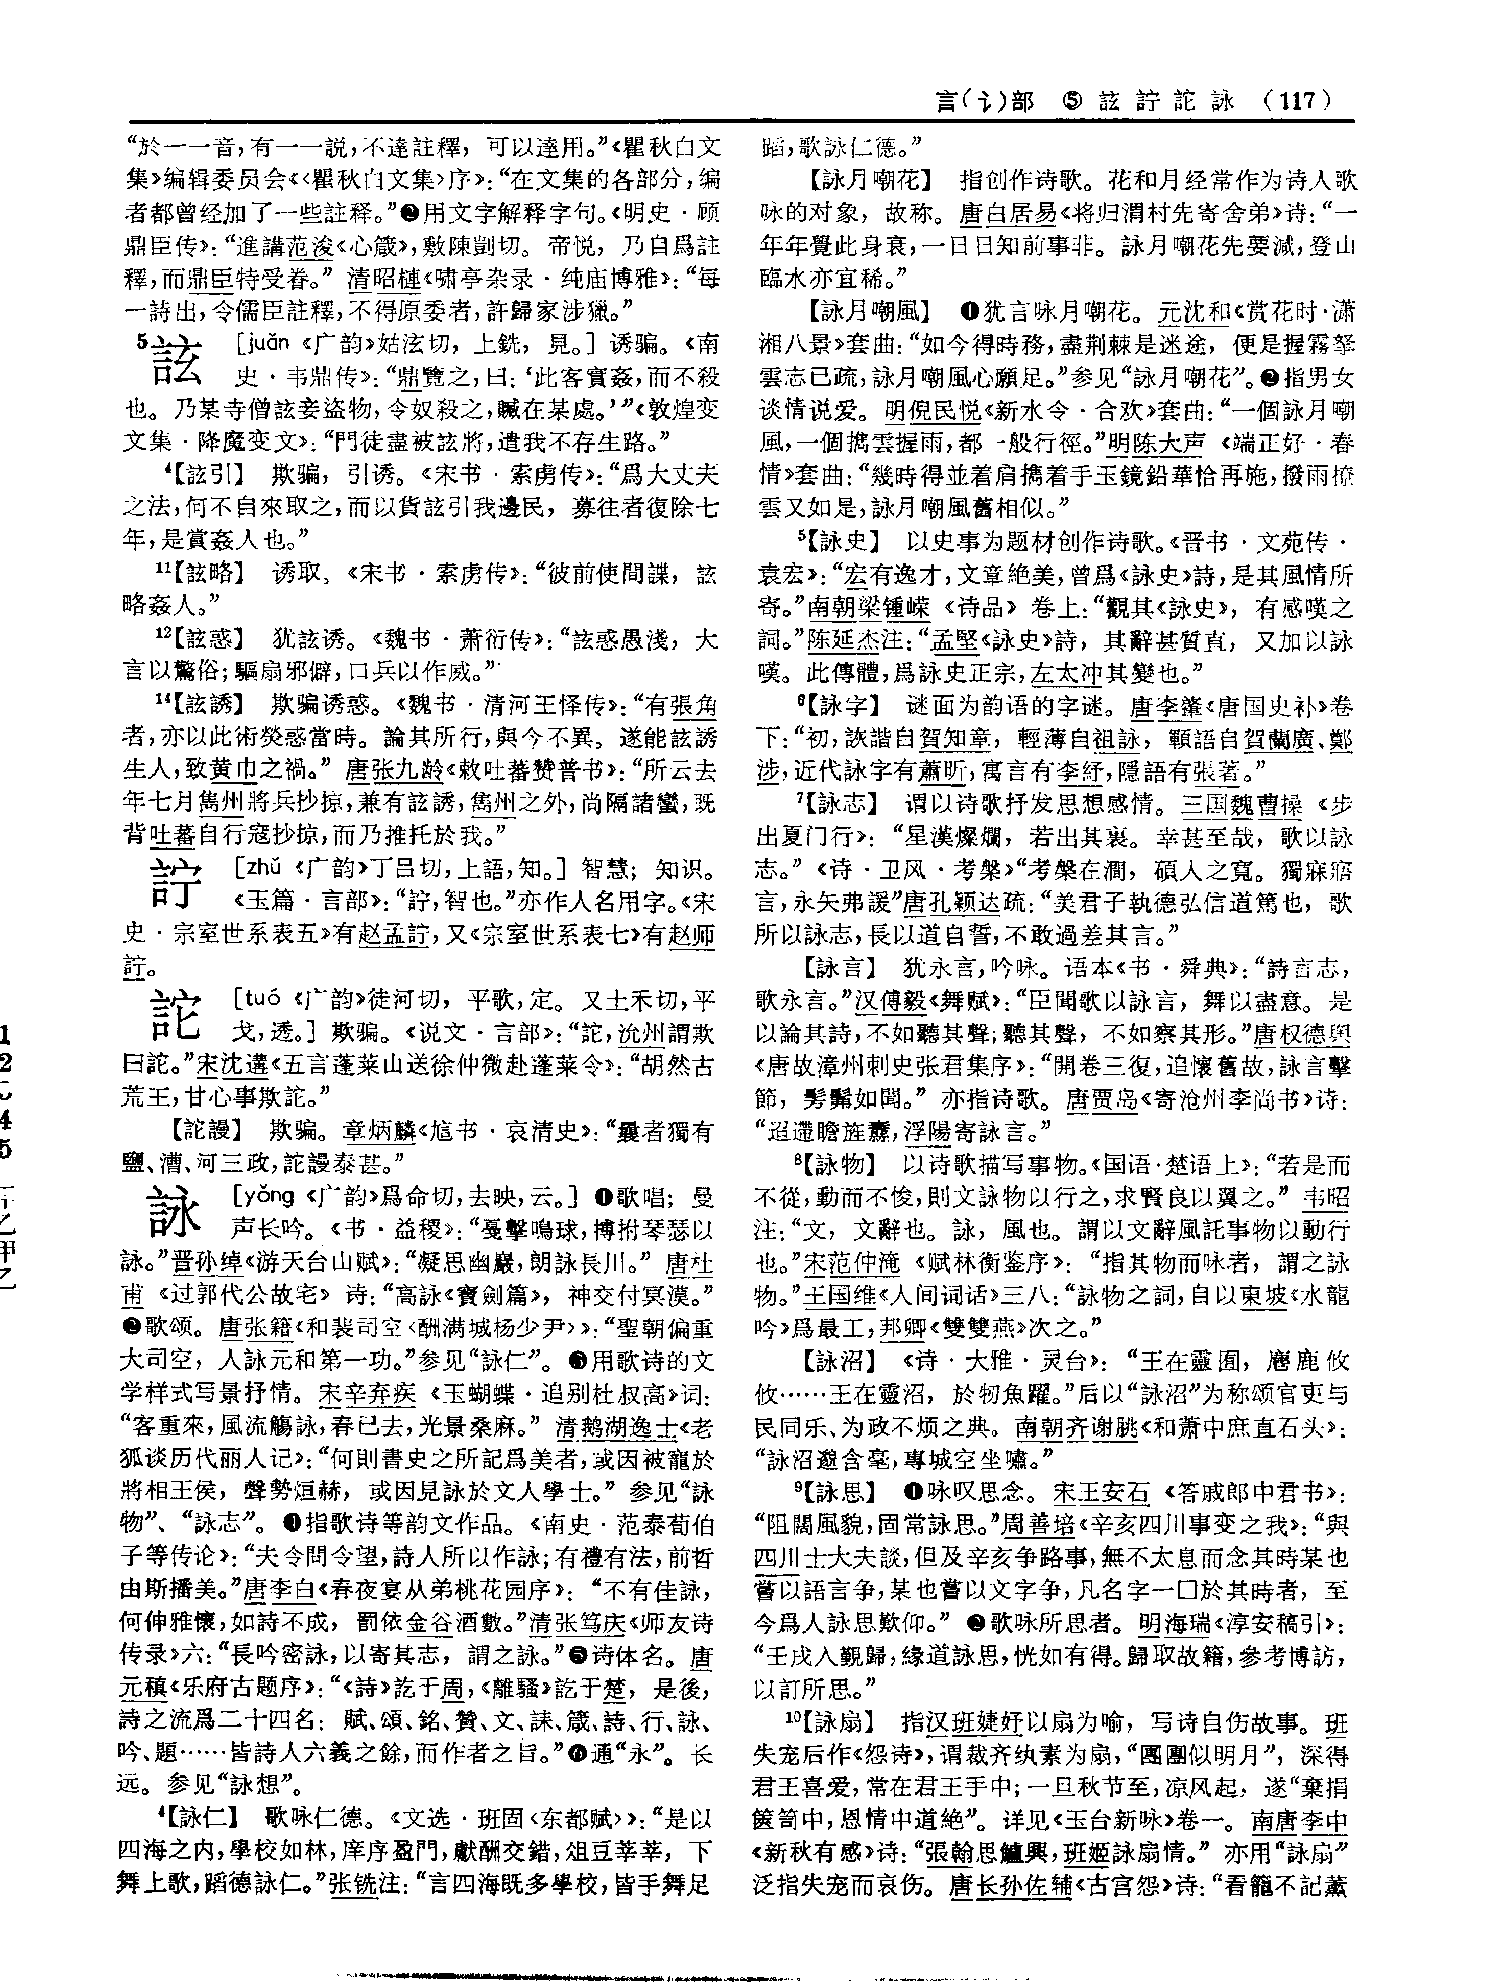 言(讠)部 ⑤ 詃 詝 詑 詠 (117)
“於一一音,有一一説,不逵註釋,可以達用。”《瞿秋白文
集》编辑委员会《〈瞿秋白文集〉序》:“在文集的各部分,编
者都曾经加了一些註释。”❷用文字解释字句。《明史·顾
鼎臣传》:“進講范浚《心箴》,敷陳剴切。帝悦,乃自爲註
釋,而鼎臣特受眷。”清昭槤《啸亭杂录·纯庙博雅》:“每
一詩出,令儒臣註釋,不得原委者,許歸家涉獵。”
5詃 [juǎn《广韵》姑泫切,上銑,見。]诱骗。《南
史·韦鼎传》:“鼎覽之,曰:‘此客實姦,而不殺
也。乃某寺僧詃妾盜物,令奴殺之,贓在某處。’”《敦煌变
文集·降魔变文》:“門徒盡被詃將,遣我不存生路。”
4【詃引】 欺骗,引诱。《宋书·索虏传》:“爲大丈夫
之法,何不自來取之,而以貨詃引我邊民,募往者復除七
年,是賞姦人也。”
11【詃略】 诱取。《宋书·索虏传》:“彼前使間諜,詃
略姦人。”
12【詃惑】 犹詃诱。《魏书·萧衍传》:“詃惑愚淺,大
言以驚俗;驅扇邪僻,口兵以作威。”
14【詃誘】 欺骗诱惑。《魏书·清河王怿传》:“有張角
者,亦以此術熒惑當時。論其所行,與今不異。遂能詃誘
生人,致黄巾之禍。”唐张九龄《敕吐蕃赞普书》:“所云去
年七月雋州將兵抄掠,兼有詃誘,雋州之外,尚隔諸蠻,既
背吐蕃自行寇抄掠,而乃推托於我。”
詝 [zhǔ《广韵》丁吕切,上語,知。]智慧;知识。
《玉篇·言部》:“詝,智也。”亦作人名用字。《宋
史·宗室世系表五》有赵孟詝,又《宗室世系表七》有赵师
詝。
詑 [tuó《广韵》徒河切,平歌,定。又土禾切,平
戈,透。]欺骗。《说文·言部》:“詑,沇州謂欺
曰詑。”宋沈遘《五言蓬莱山送徐仲微赴蓬莱令》:“胡然古
荒王,甘心事欺詑。”
【詑謾】 欺骗。章炳麟《訄书·哀清史》:“曩者獨有
鹽、漕、河三政,詑謾泰甚。”
詠 [yǒng《广韵》爲命切,去映,云。]❶歌唱;曼
声长吟。《书·益稷》:“戛擊鳴球,搏拊琴瑟以
詠。”晋孙绰《游天台山赋》:“凝思幽巖,朗詠長川。”唐杜
甫《过郭代公故宅》诗:“高詠《寶劍篇》,神交付冥漠。”
❷歌颂。唐张籍《和裴司空〈酬满城杨少尹〉》:“聖朝偏重
大司空,人詠元和第一功。”参见“詠仁”。❸用歌诗的文
学样式写景抒情。宋辛弃疾《玉蝴蝶·追别杜叔高》词:
“客重來,風流觴詠,春已去,光景桑麻。”清鹅湖逸士《老
狐谈历代丽人记》:“何則書史之所記爲美者,或因被寵於
將相王侯,聲勢烜赫,或因見詠於文人學士。”参见“詠
物”、“詠志”。❹指歌诗等韵文作品。《南史·范泰荀伯
子等传论》:“夫令問令望,詩人所以作詠;有禮有法,前哲
由斯播美。”唐李白《春夜宴从弟桃花园序》:“不有佳詠,
何伸雅懷,如詩不成,罰依金谷酒數。”清张笃庆《师友诗
传录》六:“長吟密詠,以寄其志,謂之詠。”❺诗体名。唐
元稹《乐府古题序》:“《詩》訖于周,《離騷》訖于楚,是後,
詩之流爲二十四名:賦、頌、銘、贊、文、誄、箴、詩、行、詠、
吟、題……皆詩人六義之餘,而作者之旨。”❻通“永”。长
远。参见“詠想”。
4【詠仁】 歌咏仁德。《文选·班固〈东都赋〉》:“是以
四海之内,學校如林,庠序盈門,獻酬交錯,俎豆莘莘,下
舞上歌,蹈德詠仁。”张铣注:“言四海既多學校,皆手舞足
蹈,歌詠仁德。”
【詠月嘲花】 指创作诗歌。花和月经常作为诗人歌
咏的对象,故称。唐白居易《将归渭村先寄舍弟》诗:“一
年年覺此身衰,一日日知前事非。詠月嘲花先要減,登山
臨水亦宜稀。”
【詠月嘲風】 ❶犹言咏月嘲花。元沈和《赏花时·潇
湘八景》套曲:“如今得時務,盡荆棘是迷途,便是握霧拏
雲志已疏,詠月嘲風心願足。”参见“詠月嘲花”。❷指男女
谈情说爱。明倪民悦《新水令·合欢》套曲:“一個詠月嘲
風,一個携雲握雨,都一般行徑。”明陈大声《端正好·春
情》套曲:“幾時得並着肩携着手玉鏡鉛華恰再施,撥雨撩
雲又如是,詠月嘲風舊相似。”
5【詠史】 以史事为题材创作诗歌。《晋书·文苑传·
袁宏》:“宏有逸才,文章絶美,曾爲《詠史》詩,是其風情所
寄。”南朝梁锺嵘《诗品》卷上:“觀其《詠史》,有感嘆之
詞。”陈延杰注:“孟堅《詠史》詩,其辭甚質直,又加以詠
嘆。此傳體,爲詠史正宗,左太冲其變也。”
6【詠字】 谜面为韵语的字谜。唐李肇《唐国史补》卷
下:“初,詼諧自賀知章,輕薄自祖詠,顐語自賀蘭廣、鄭
涉,近代詠字有蕭昕,寓言有李紓,隱語有張著。”
7【詠志】 谓以诗歌抒发思想感情。三国魏曹操《步
出夏门行》:“星漢燦爛,若出其裏。幸甚至哉,歌以詠
志。”《诗·卫风·考槃》“考槃在澗,碩人之寬。獨寐寤
言,永矢弗諼”唐孔颖达疏:“美君子執德弘信道篤也,歌
所以詠志,長以道自誓,不敢過差其言。”
【詠言】 犹永言,吟咏。语本《书·舜典》:“詩言志,
歌永言。”汉傅毅《舞赋》:“臣聞歌以詠言,舞以盡意。是
以論其詩,不如聽其聲;聽其聲,不如察其形。”唐权德舆
《唐故漳州刺史张君集序》:“開卷三復,追懷舊故,詠言擊
節,髣髴如聞。”亦指诗歌。唐贾岛《寄沧州李尚书》诗:
“迢遞瞻旌纛,浮陽寄詠言。”
8【詠物】 以诗歌描写事物。《国语·楚语上》:“若是而
不從,動而不悛,則文詠物以行之,求賢良以翼之。”韦昭
注:“文,文辭也。詠,風也。謂以文辭風託事物以動行
也。”宋范仲淹《赋林衡鉴序》:“指其物而咏者,謂之詠
物。”王国维《人间词话》三八:“詠物之詞,自以東坡《水龍
吟》爲最工,邦卿《雙雙燕》次之。”
【詠沼】 《诗·大雅·灵台》:“王在靈囿,麀鹿攸
攸……王在靈沼,於牣魚躍。”后以“詠沼”为称颂官吏与
民同乐、为政不烦之典。南朝齐谢朓《和萧中庶直石头》:
“詠沼邀含毫,專城空坐嘯。”
9【詠思】 ❶咏叹思念。宋王安石《答戚郎中君书》:
“阻闊風貌,固常詠思。”周善培《辛亥四川事变之我》:“與
四川士大夫談,但及辛亥争路事,無不太息而念其時某也
嘗以語言争,某也嘗以文字争,凡名字一囗於其時者,至
今爲人詠思歎仰。”❷歌咏所思者。明海瑞《淳安稿引》:
“壬戌入覲歸,緣道詠思,恍如有得。歸取故籍,參考博訪,
以訂所思。”
10【詠扇】 指汉班婕妤以扇为喻,写诗自伤故事。班
失宠后作《怨诗》,谓裁齐纨素为扇,“團團似明月”,深得
君王喜爱,常在君王手中;一旦秋节至,凉风起,遂“棄捐
篋笥中,恩情中道絶”。详见《玉台新咏》卷一。南唐李中
《新秋有感》诗:“張翰思鱸興,班姬詠扇情。”亦用“詠扇”
泛指失宠而哀伤。唐长孙佐辅《古宫怨》诗:“看籠不記薰
1
2
4
5